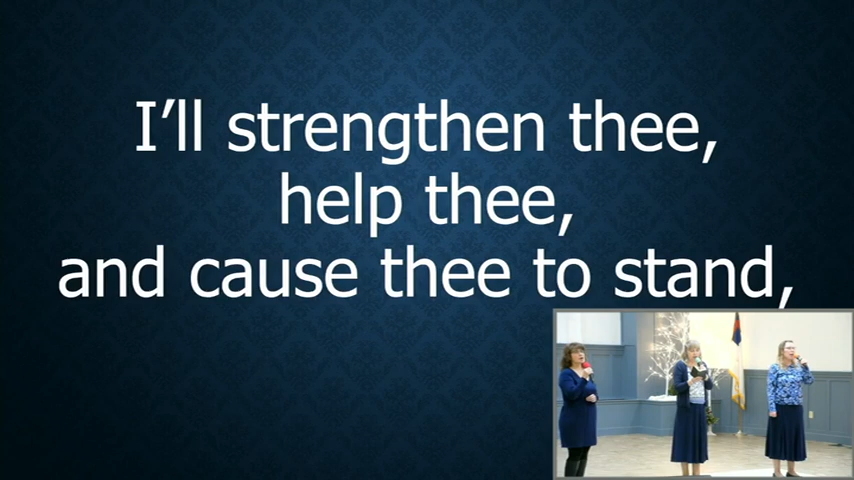 I’ll strengthen thee,
help thee,
and cause thee to stand,